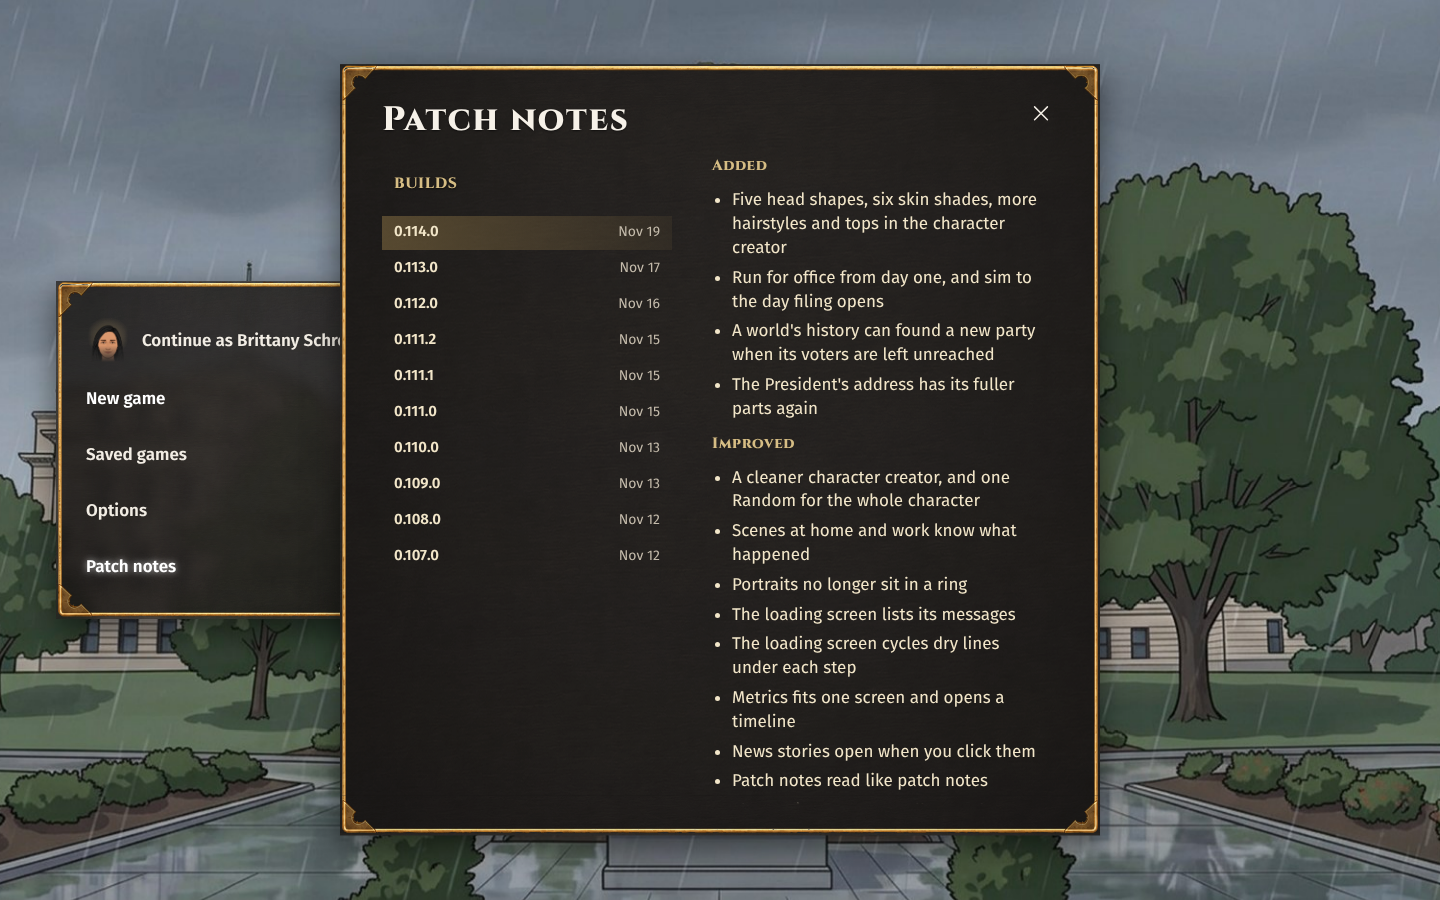 Patch notes
Builds
0.114.0 Nov 19
0.113.0 Nov 17
0.112.0 Nov 16
0.111.2 Nov 15
0.111.1 Nov 15
0.111.0 Nov 15
0.110.0 Nov 13
0.109.0 Nov 13
0.108.0 Nov 12
0.107.0 Nov 12
Added
• Five head shapes, six skin shades, more
hairstyles and tops in the character
creator
• Run for office from day one, and sim to
the day filing opens
• A world's history can found a new party
when its voters are left unreached
• The President's address has its fuller
parts again
Improved
• A cleaner character creator, and one
Random for the whole character
• Scenes at home and work know what
happened
• Portraits no longer sit in a ring
• The loading screen lists its messages
• The loading screen cycles dry lines
under each step
• Metrics fits one screen and opens a
timeline
• News stories open when you click them
• Patch notes read like patch notes
Continue as Brittany
New game
Saved games
Options
Patch notes